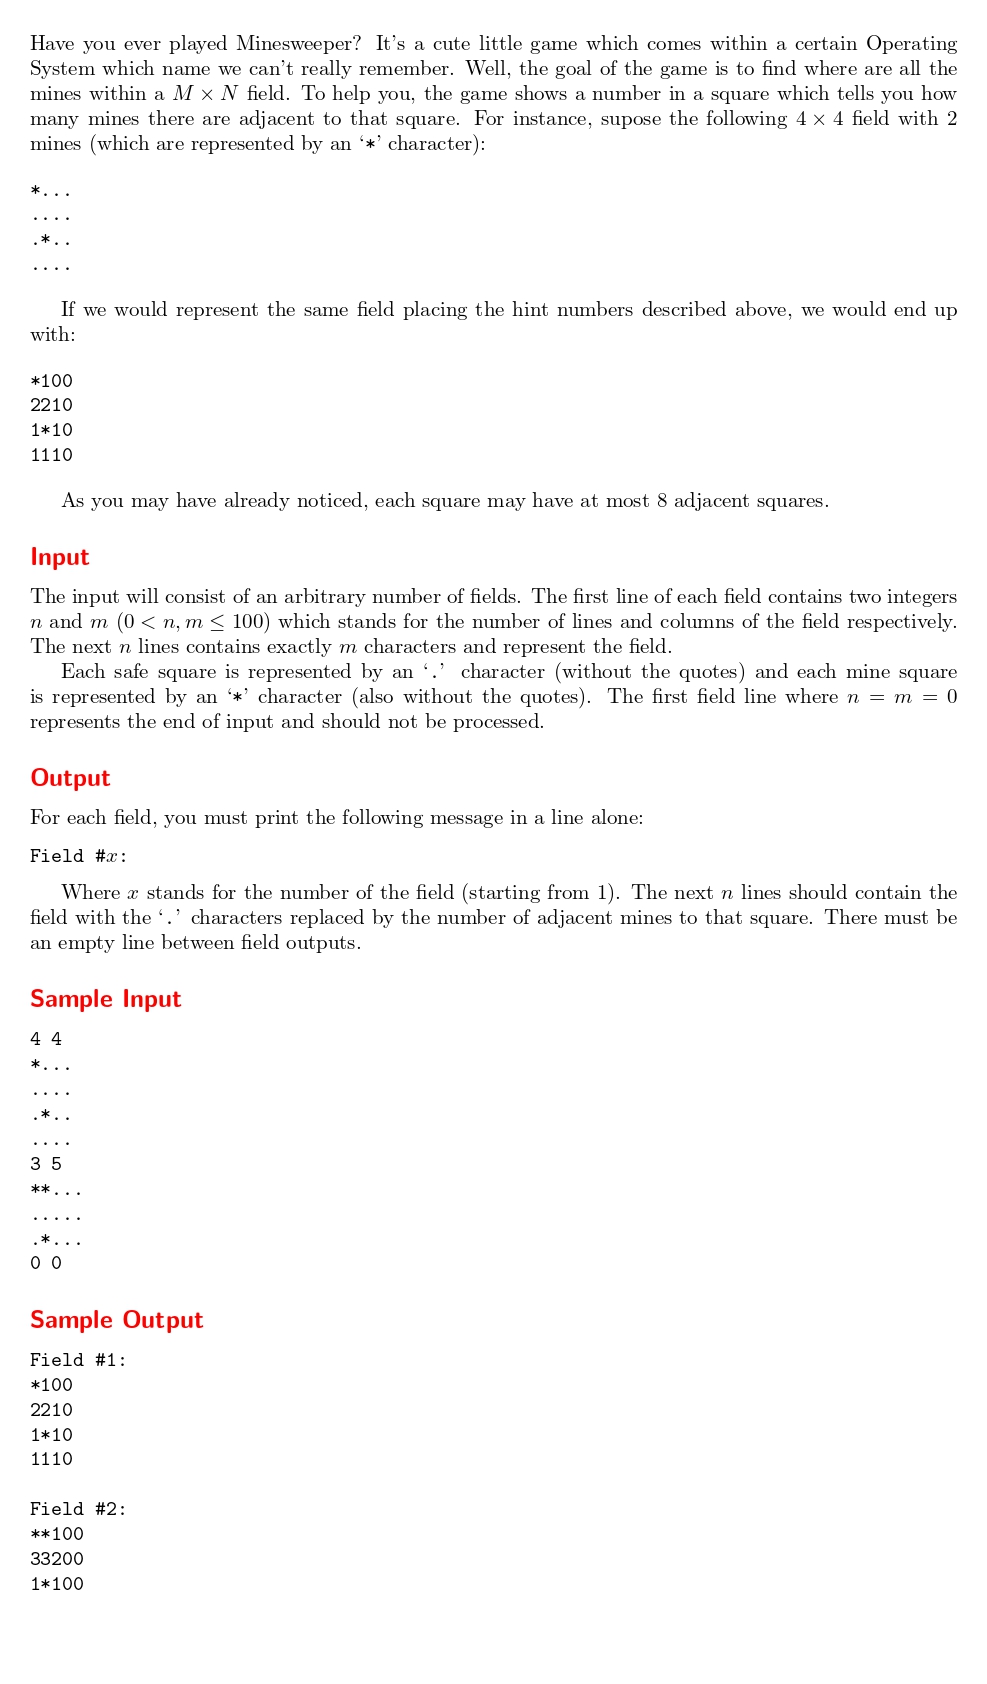 Have you ever played Minesweeper? It's a cute little game which comes within a certain Operating
System which name we can't really remember. Well, the goal of the game is to find where are all the
mines within a M × N field. To help you, the game shows a number in a square which tells you how
many mines there are adjacent to that square. For instance, supose the following 4 × 4 field with 2
mines (which are represented by an ‘*’ character):
*...
....
.*..
....
If we would represent the same field placing the hint numbers described above, we would end up
with:
*100
2210
1*10
1110
As you may have already noticed, each square may have at most 8 adjacent squares.
Input
The input will consist of an arbitrary number of fields. The first line of each field contains two integers
n and m (0 < n, m ≤ 100) which stands for the number of lines and columns of the field respectively.
The next n lines contains exactly m characters and represent the field.
Each safe square is represented by an ‘.’ character (without the quotes) and each mine square
is represented by an ‘*’ character (also without the quotes). The first field line where n = m = 0
represents the end of input and should not be processed.
Output
For each field, you must print the following message in a line alone:
Field #x:
Where x stands for the number of the field (starting from 1). The next n lines should contain the
field with the ‘.’ characters replaced by the number of adjacent mines to that square. There must be
an empty line between field outputs.
Sample Input
4 4
*...
....
.*..
....
3 5
**...
.....
.*...
0 0
Sample Output
Field #1:
*100
2210
1*10
1110
Field #2:
**100
33200
1*100